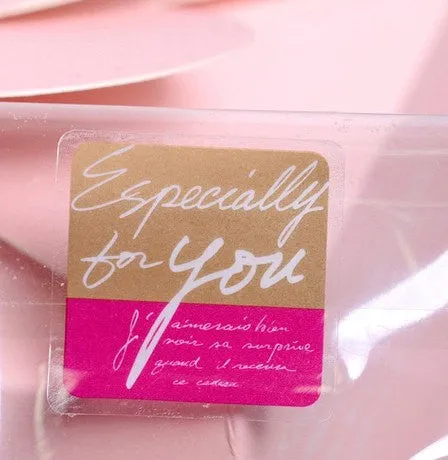 Especially
for you
J'aimerais bien
voir sa surprise
quand il recevra
ce cadeau